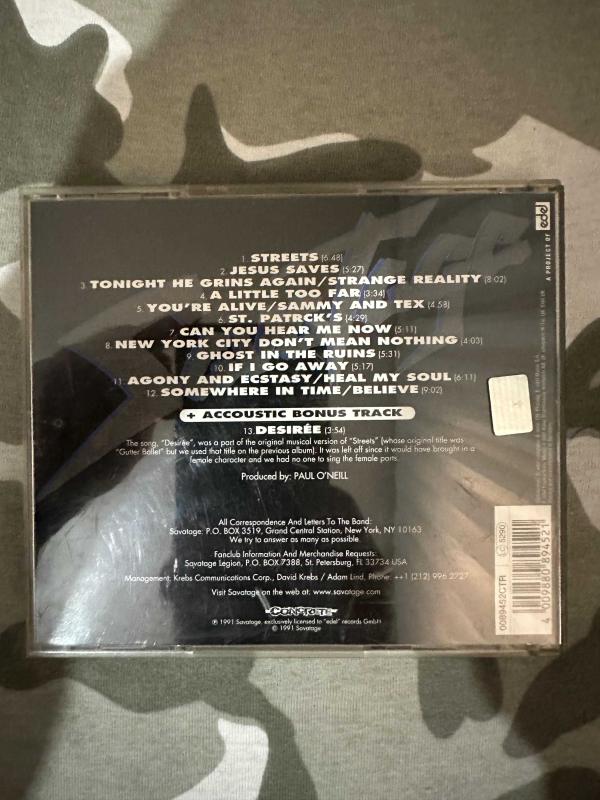 1. STREETS (6:48)
2. JESUS SAVES (5:27)
3. TONIGHT HE GRINS AGAIN/STRANGE REALITY (8:02)
4. A LITTLE TOO FAR (3:34)
5. YOU'RE ALIVE/SAMMY AND TEX (4:58)
6. ST. PATRCK'S (4:29)
7. CAN YOU HEAR ME NOW (5:11)
8. NEW YORK CITY DON'T MEAN NOTHING (4:03)
9. GHOST IN THE RUINS (5:31)
10. IF I GO AWAY (5:17)
11. AGONY AND ECSTASY/HEAL MY SOUL (6:11)
12. SOMEWHERE IN TIME/BELIEVE (9:02)
+ ACCOUSTIC BONUS TRACK
13. DESIRÉE (3:54)
The song, "Desirée", was a part of the original musical version of "Streets" (whose original title was
"Gutter Ballet" but we used that title on the previous album). It was left off since it would have brought in a
female character and we had no one to sing the female parts.
Produced by: PAUL O'NEILL
All Correspondence And Letters To The Band:
Savatage: P.O. BOX 3519, Grand Central Station, New York, NY 10163
We try to answer as many as possible.
Fanclub Information And Merchandise Requests:
Savatage Legion, P.O. BOX 7388, St. Petersburg, FL 33734 USA
Management: Krebs Communications Corp., David Krebs / Adam Lind, Phone: ++1 (212) 996 2727
Visit Savatage on the web at: www.savatage.com
CONCRETE
℗ 1991 Savatage, exclusively licensed to "edel" records GmbH
© 1991 Savatage
A PROJECT OF edel
0089452CTR
LC 5290
4 009880 894521